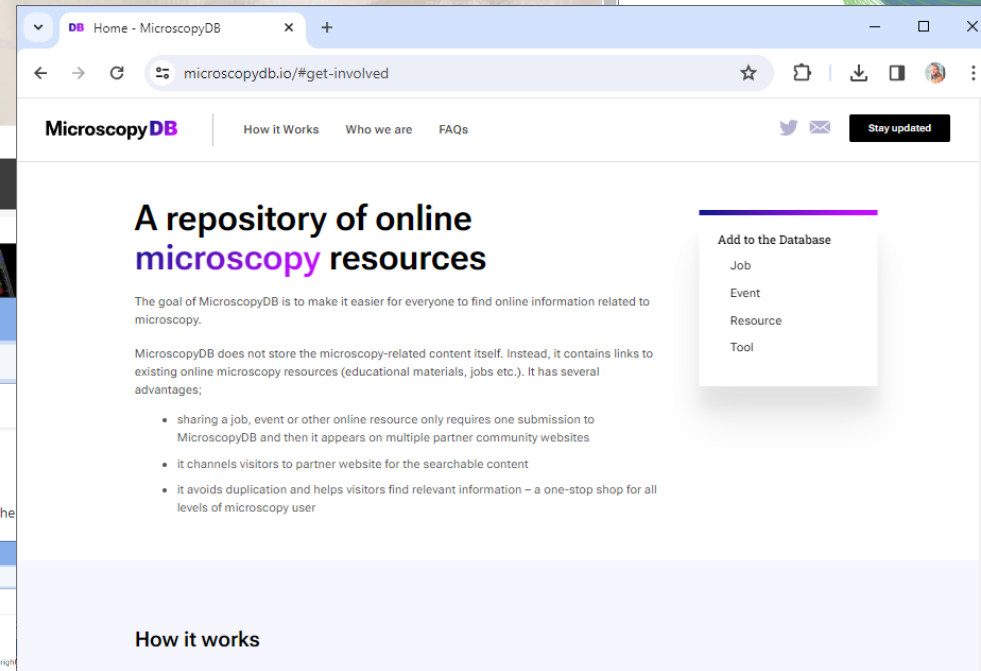 DB Home - MicroscopyDB
microscopydb.io/#get-involved
MicroscopyDB
How it Works Who we are FAQs
Stay updated
A repository of online
microscopy resources
The goal of MicroscopyDB is to make it easier for everyone to find online information related to
microscopy.
MicroscopyDB does not store the microscopy-related content itself. Instead, it contains links to
existing online microscopy resources (educational materials, jobs etc.). It has several
advantages;
sharing a job, event or other online resource only requires one submission to
MicroscopyDB and then it appears on multiple partner community websites
it channels visitors to partner website for the searchable content
it avoids duplication and helps visitors find relevant information – a one-stop shop for all
levels of microscopy user
Add to the Database
Job
Event
Resource
Tool
he
How it works
right